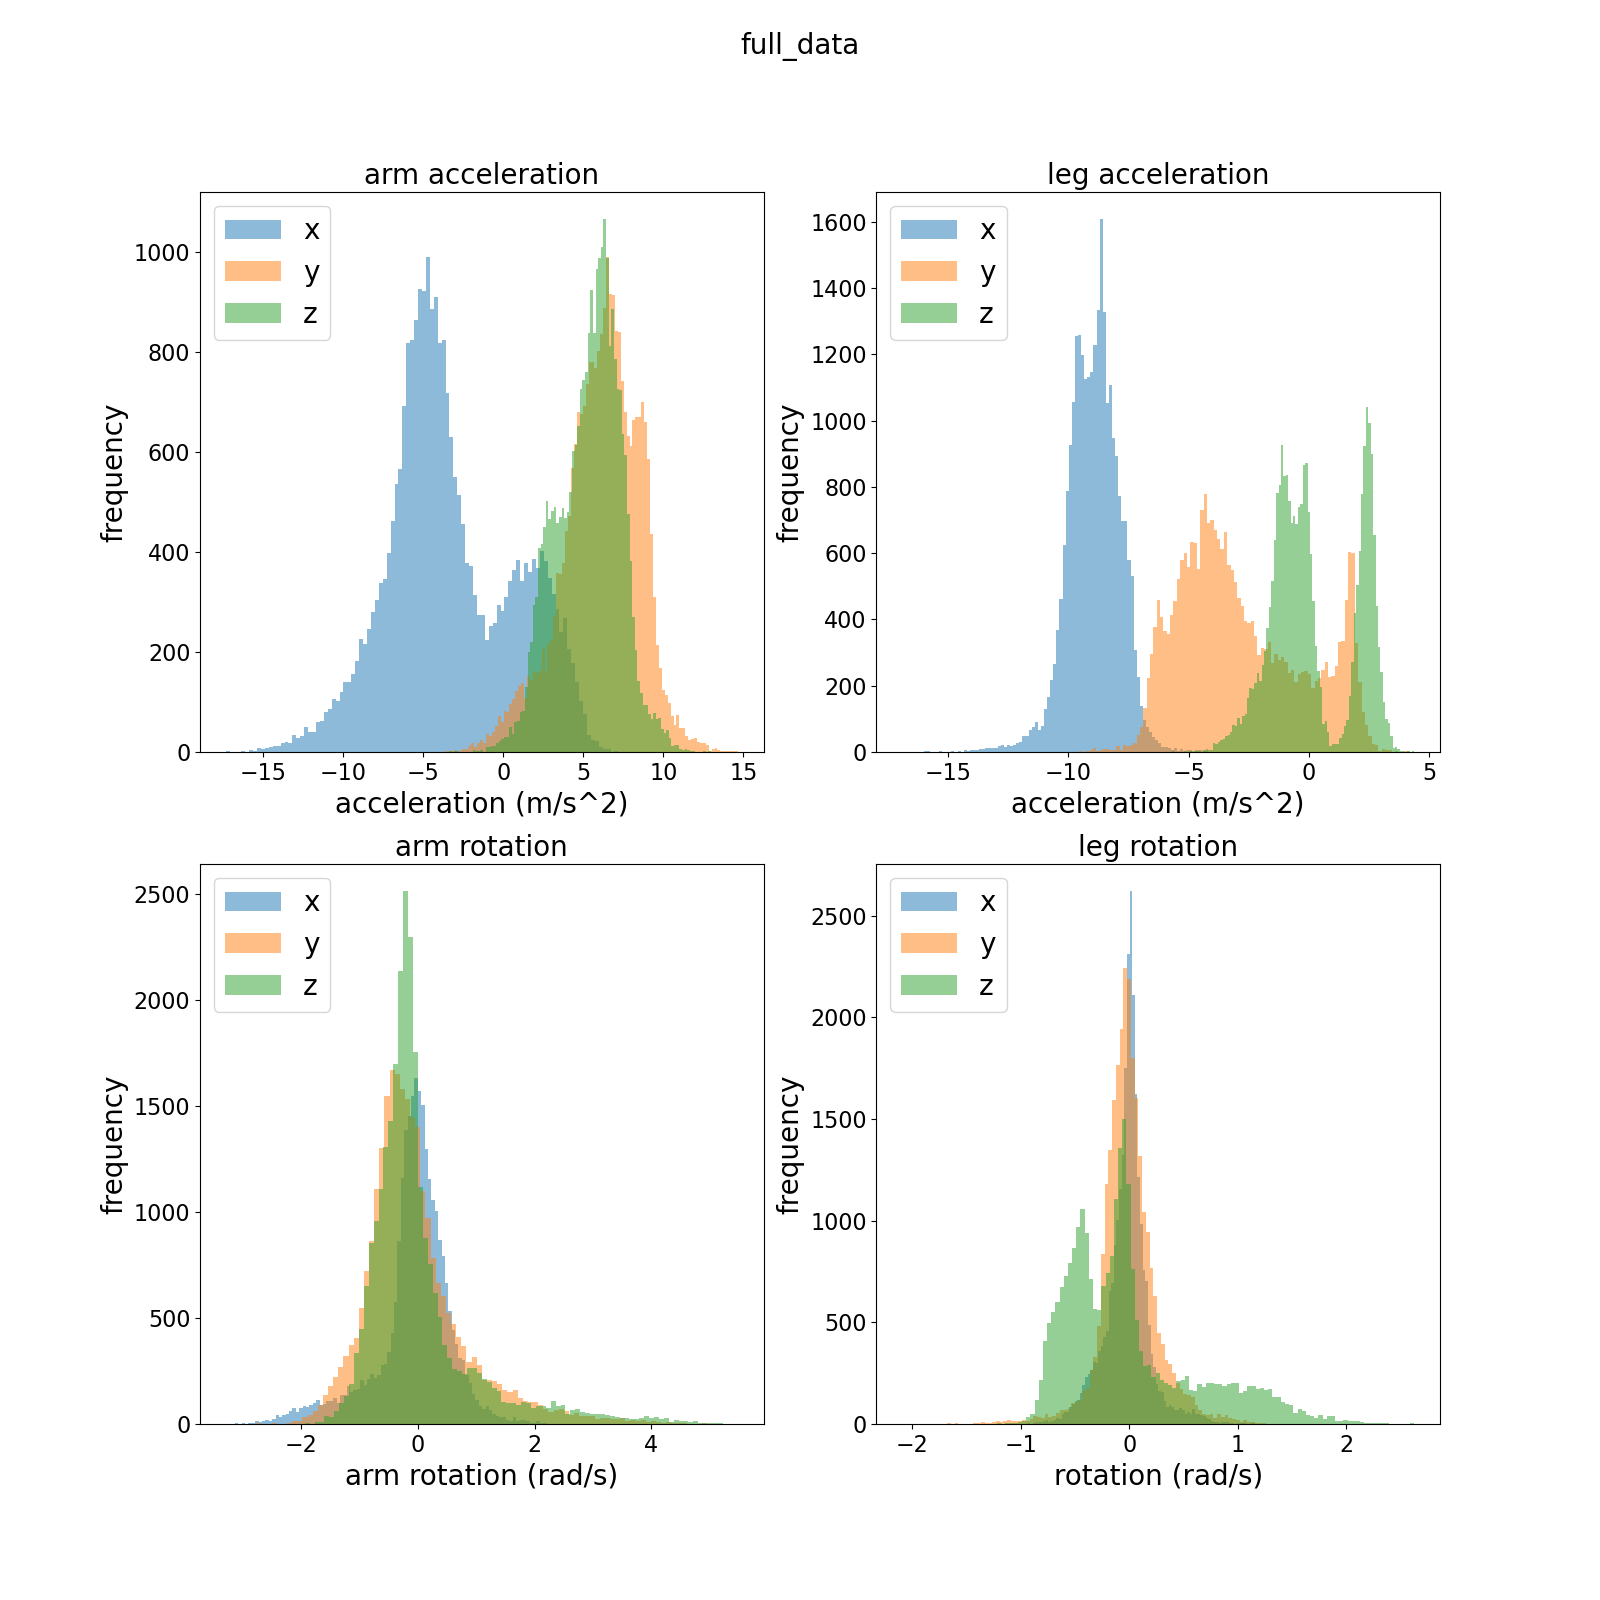 full_data
arm acceleration
x
y
z
frequency
0
200
400
600
800
1000
−15
−10
−5
0
5
10
15
acceleration (m/s^2)
leg acceleration
x
y
z
frequency
0
200
400
600
800
1000
1200
1400
1600
−15
−10
−5
0
5
acceleration (m/s^2)
arm rotation
x
y
z
frequency
0
500
1000
1500
2000
2500
−2
0
2
4
arm rotation (rad/s)
leg rotation
x
y
z
frequency
0
500
1000
1500
2000
2500
−2
−1
0
1
2
rotation (rad/s)